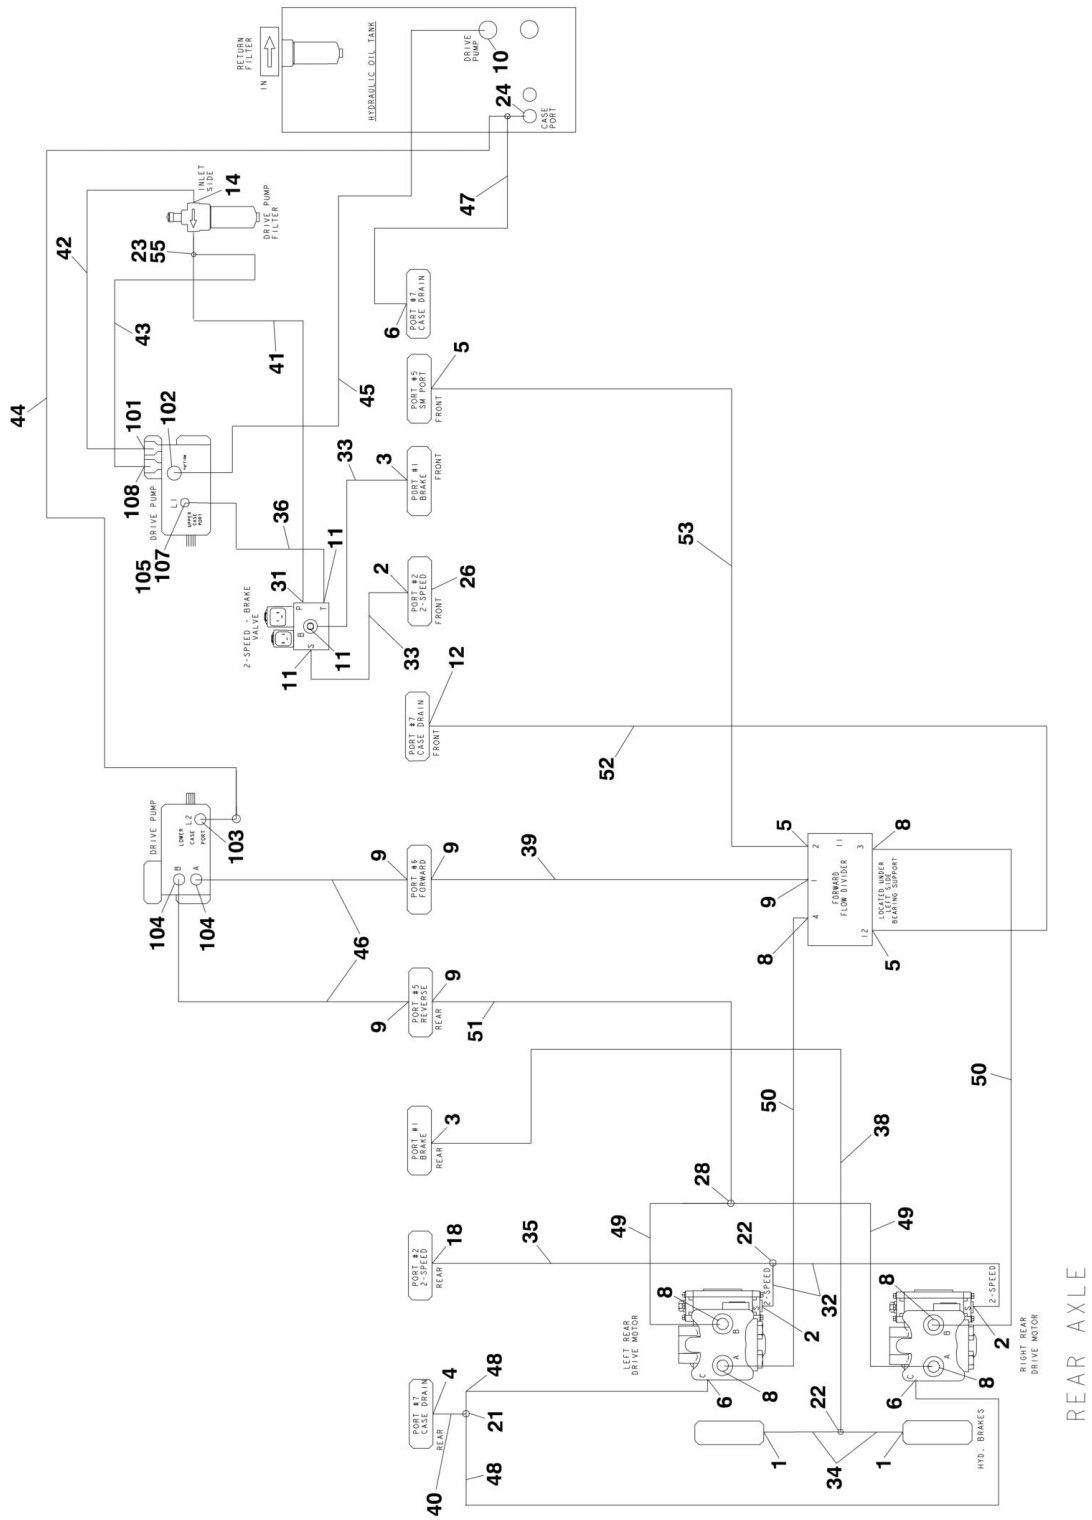 44
42
43
101
108
DRIVE PUMP
102
L1
UPPER
CASE
PORT
105
107
23
55
INLET
SIDE
14
DRIVE PUMP
FILTER
RETURN
FILTER
IN
HYDRAULIC OIL TANK
DRIVE
PUMP
10
24
CASE
PORT
47
41
45
36
31
11
2-SPEED - BRAKE
VALVE
P
T
B
S
11
11
33
33
DRIVE PUMP
B
A
L2
LOWER
CASE
PORT
103
104
104
46
PORT #7
CASE DRAIN
6
PORT #5
SM PORT
FRONT
5
PORT #1
BRAKE
FRONT
3
PORT #2
2-SPEED
FRONT
2
26
PORT #7
CASE DRAIN
FRONT
12
PORT #6
FORWARD
9
9
PORT #5
REVERSE
REAR
9
9
PORT #1
BRAKE
REAR
3
PORT #2
2-SPEED
REAR
18
PORT #7
CASE DRAIN
REAR
4
40
21
48
48
35
51
39
52
53
49
28
49
22
32
2-SPEED
LEFT REAR
DRIVE MOTOR
8
B
A
S
C
2
6
8
50
38
5
9
8
2
1
4
11
3
12
FORWARD
FLOW DIVIDER
LOCATED UNDER
LEFT SIDE
BEARING SUPPORT
8
5
50
2-SPEED
8
B
A
S
C
2
6
8
RIGHT REAR
DRIVE MOTOR
22
1
34
1
HYD. BRAKES
REAR AXLE